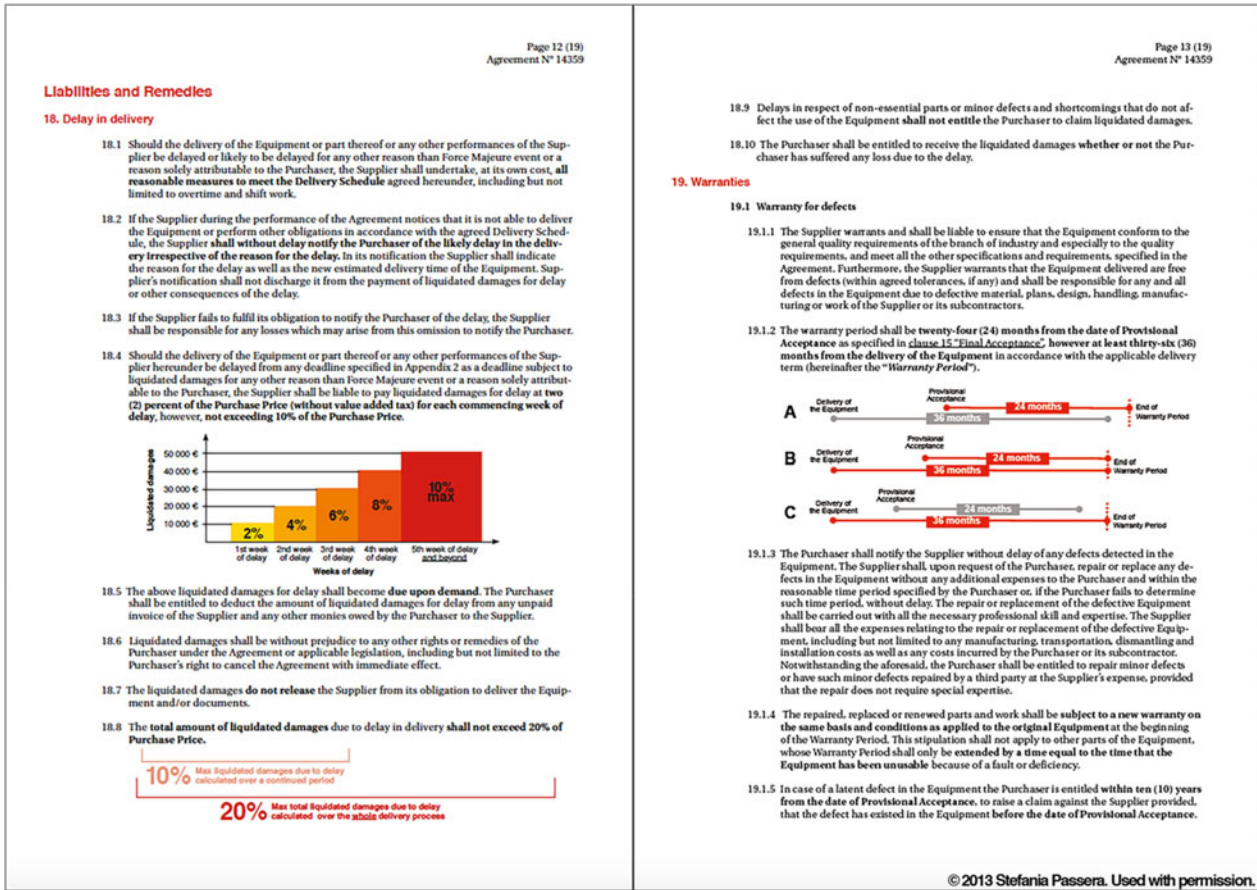 Page 12 (19)
Agreement N° 14359
Liabilities and Remedies
18. Delay in delivery
18.1 Should the delivery of the Equipment or part thereof or any other performances of the Sup-
plier be delayed or likely to be delayed for any other reason than Force Majeure event or a
reason solely attributable to the Purchaser, the Supplier shall undertake, at its own cost, all
reasonable measures to meet the Delivery Schedule agreed hereunder, including but not
limited to overtime and shift work.
18.2 If the Supplier during the performance of the Agreement notices that it is not able to deliver
the Equipment or perform other obligations in accordance with the agreed Delivery Sched-
ule, the Supplier shall without delay notify the Purchaser of the likely delay in the deliv-
ery irrespective of the reason for the delay. In its notification the Supplier shall indicate
the reason for the delay as well as the new estimated delivery time of the Equipment. Sup-
plier's notification shall not discharge it from the payment of liquidated damages for delay
or other consequences of the delay.
18.3 If the Supplier fails to fulfil its obligation to notify the Purchaser of the delay, the Supplier
shall be responsible for any losses which may arise from this omission to notify the Purchaser.
18.4 Should the delivery of the Equipment or part thereof or any other performances of the Sup-
plier hereunder be delayed from any deadline specified in Appendix 2 as a deadline subject to
liquidated damages for any other reason than Force Majeure event or a reason solely attribut-
able to the Purchaser, the Supplier shall be liable to pay liquidated damages for delay at two
(2) percent of the Purchase Price (without value added tax) for each commencing week of
delay, however, not exceeding 10% of the Purchase Price.
Liquidated damages
50 000 €
40 000 €
30 000 €
20 000 €
10 000 €
2%
4%
6%
8%
10%
max
1st week
of delay
2nd week
of delay
3rd week
of delay
4th week
of delay
5th week of delay
and beyond
Weeks of delay
18.5 The above liquidated damages for delay shall become due upon demand. The Purchaser
shall be entitled to deduct the amount of liquidated damages for delay from any unpaid
invoice of the Supplier and any other monies owed by the Purchaser to the Supplier.
18.6 Liquidated damages shall be without prejudice to any other rights or remedies of the
Purchaser under the Agreement or applicable legislation, including but not limited to the
Purchaser's right to cancel the Agreement with immediate effect.
18.7 The liquidated damages do not release the Supplier from its obligation to deliver the Equip-
ment and/or documents.
18.8 The total amount of liquidated damages due to delay in delivery shall not exceed 20% of
Purchase Price.
10% Max liquidated damages due to delay
calculated over a continued period
20% Max total liquidated damages due to delay
calculated over the whole delivery process
Page 13 (19)
Agreement N° 14359
18.9 Delays in respect of non-essential parts or minor defects and shortcomings that do not af-
fect the use of the Equipment shall not entitle the Purchaser to claim liquidated damages.
18.10 The Purchaser shall be entitled to receive the liquidated damages whether or not the Pur-
chaser has suffered any loss due to the delay.
19. Warranties
19.1 Warranty for defects
19.1.1 The Supplier warrants and shall be liable to ensure that the Equipment conform to the
general quality requirements of the branch of industry and especially to the quality
requirements, and meet all the other specifications and requirements, specified in the
Agreement. Furthermore, the Supplier warrants that the Equipment delivered are free
from defects (within agreed tolerances, if any) and shall be responsible for any and all
defects in the Equipment due to defective material, plans, design, handling, manufac-
turing or work of the Supplier or its subcontractors.
19.1.2 The warranty period shall be twenty-four (24) months from the date of Provisional
Acceptance as specified in clause 15 "Final Acceptance", however at least thirty-six (36)
months from the delivery of the Equipment in accordance with the applicable delivery
term (hereinafter the "Warranty Period").
A
Delivery of
the Equipment
Provisional
Acceptance
24 months
36 months
End of
Warranty Period
B
Delivery of
the Equipment
Provisional
Acceptance
24 months
36 months
End of
Warranty Period
C
Delivery of
the Equipment
Provisional
Acceptance
24 months
36 months
End of
Warranty Period
19.1.3 The Purchaser shall notify the Supplier without delay of any defects detected in the
Equipment. The Supplier shall, upon request of the Purchaser, repair or replace any de-
fects in the Equipment without any additional expenses to the Purchaser and within the
reasonable time period specified by the Purchaser or, if the Purchaser fails to determine
such time period, without delay. The repair or replacement of the defective Equipment
shall be carried out with all the necessary professional skill and expertise. The Supplier
shall bear all the expenses relating to the repair or replacement of the defective Equip-
ment, including but not limited to any manufacturing, transportation, dismantling and
installation costs as well as any costs incurred by the Purchaser or its subcontractor.
Notwithstanding the aforesaid, the Purchaser shall be entitled to repair minor defects
or have such minor defects repaired by a third party at the Supplier's expense, provided
that the repair does not require special expertise.
19.1.4 The repaired, replaced or renewed parts and work shall be subject to a new warranty on
the same basis and conditions as applied to the original Equipment at the beginning
of the Warranty Period. This stipulation shall not apply to other parts of the Equipment,
whose Warranty Period shall only be extended by a time equal to the time that the
Equipment has been unusable because of a fault or deficiency.
19.1.5 In case of a latent defect in the Equipment the Purchaser is entitled within ten (10) years
from the date of Provisional Acceptance, to raise a claim against the Supplier provided,
that the defect has existed in the Equipment before the date of Provisional Acceptance.
© 2013 Stefania Passera. Used with permission.